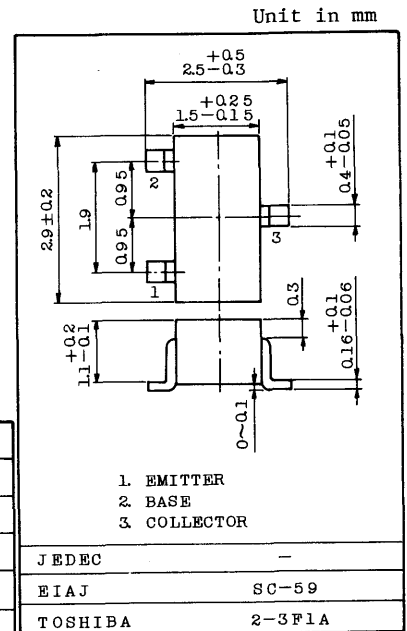 Unit in mm
+0.5
2.5-0.3
+0.25
1.5-0.15
2.9±0.2
1.9
0.95
0.95
2
1
3
+0.1
0.4-0.05
+0.2
1.1-0.1
0.3
+0.1
0.16-0.06
0~0.1
1. EMITTER
2. BASE
3. COLLECTOR
JEDEC —
EIAJ SC-59
TOSHIBA 2-3F1A